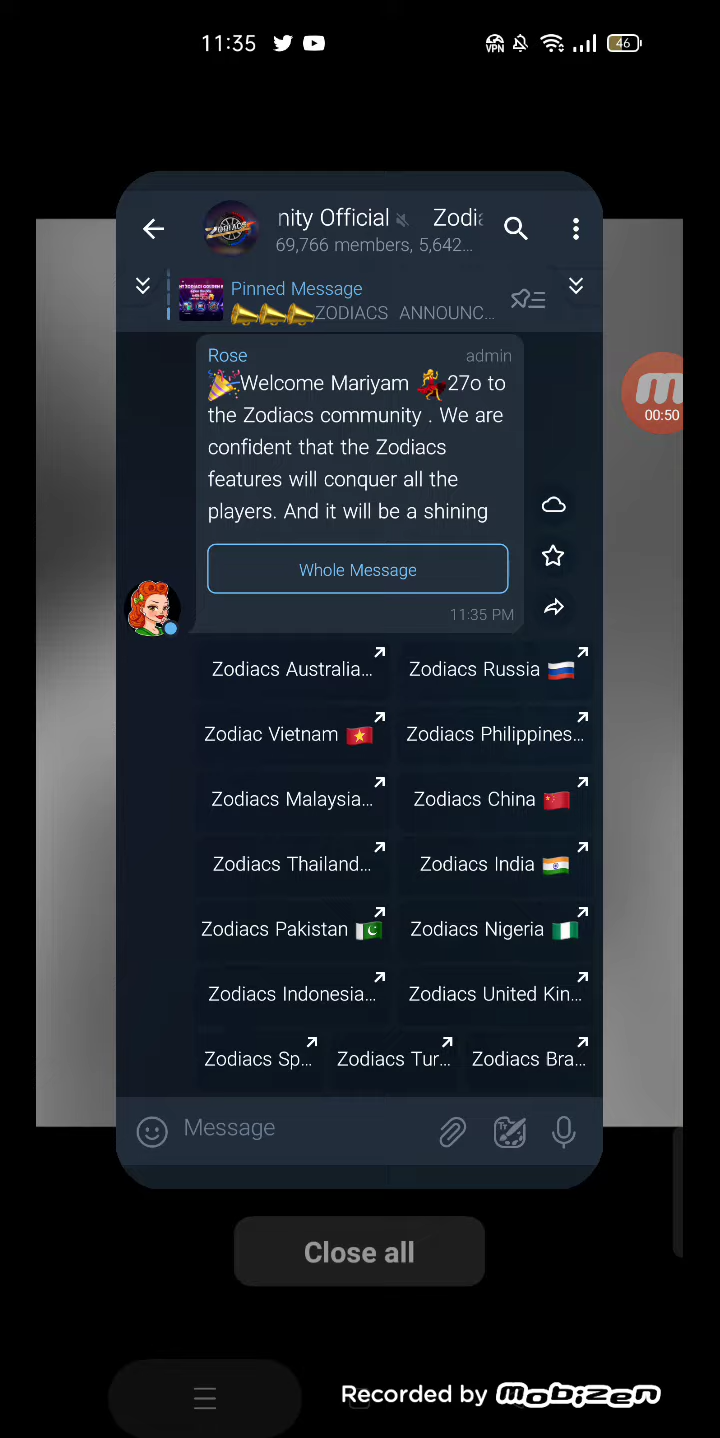 11:35
VPN
46
nity Official Zodi
69,766 members, 5,642...
Pinned Message
ZODIACS ANNOUNC...
Rose admin
🎉Welcome Mariyam 💃27o to
the Zodiacs community . We are
confident that the Zodiacs
features will conquer all the
players. And it will be a shining
Whole Message
11:35 PM
00:50
Zodiacs Australia... Zodiacs Russia 🇷🇺
Zodiac Vietnam 🇻🇳 Zodiacs Philippines...
Zodiacs Malaysia... Zodiacs China 🇨🇳
Zodiacs Thailand... Zodiacs India 🇮🇳
Zodiacs Pakistan 🇵🇰 Zodiacs Nigeria 🇳🇬
Zodiacs Indonesia... Zodiacs United Kin...
Zodiacs Sp... Zodiacs Tur... Zodiacs Bra...
Message
Close all
Recorded by mobizen